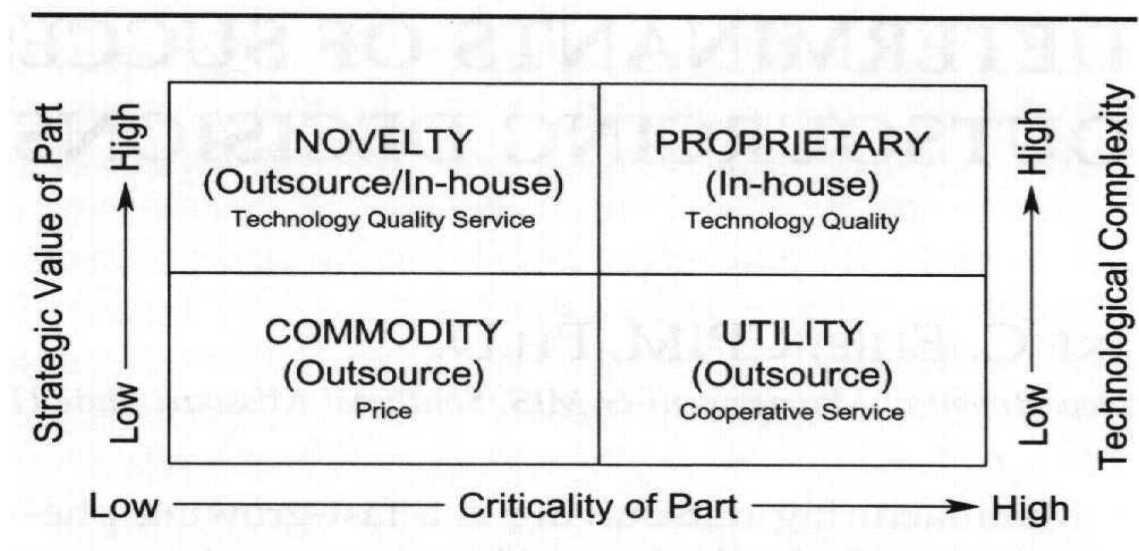 Strategic Value of Part
Low
High
NOVELTY
(Outsource/In-house)
Technology Quality Service
PROPRIETARY
(In-house)
Technology Quality
COMMODITY
(Outsource)
Price
UTILITY
(Outsource)
Cooperative Service
Low
High
Technological Complexity
Low
Criticality of Part
High